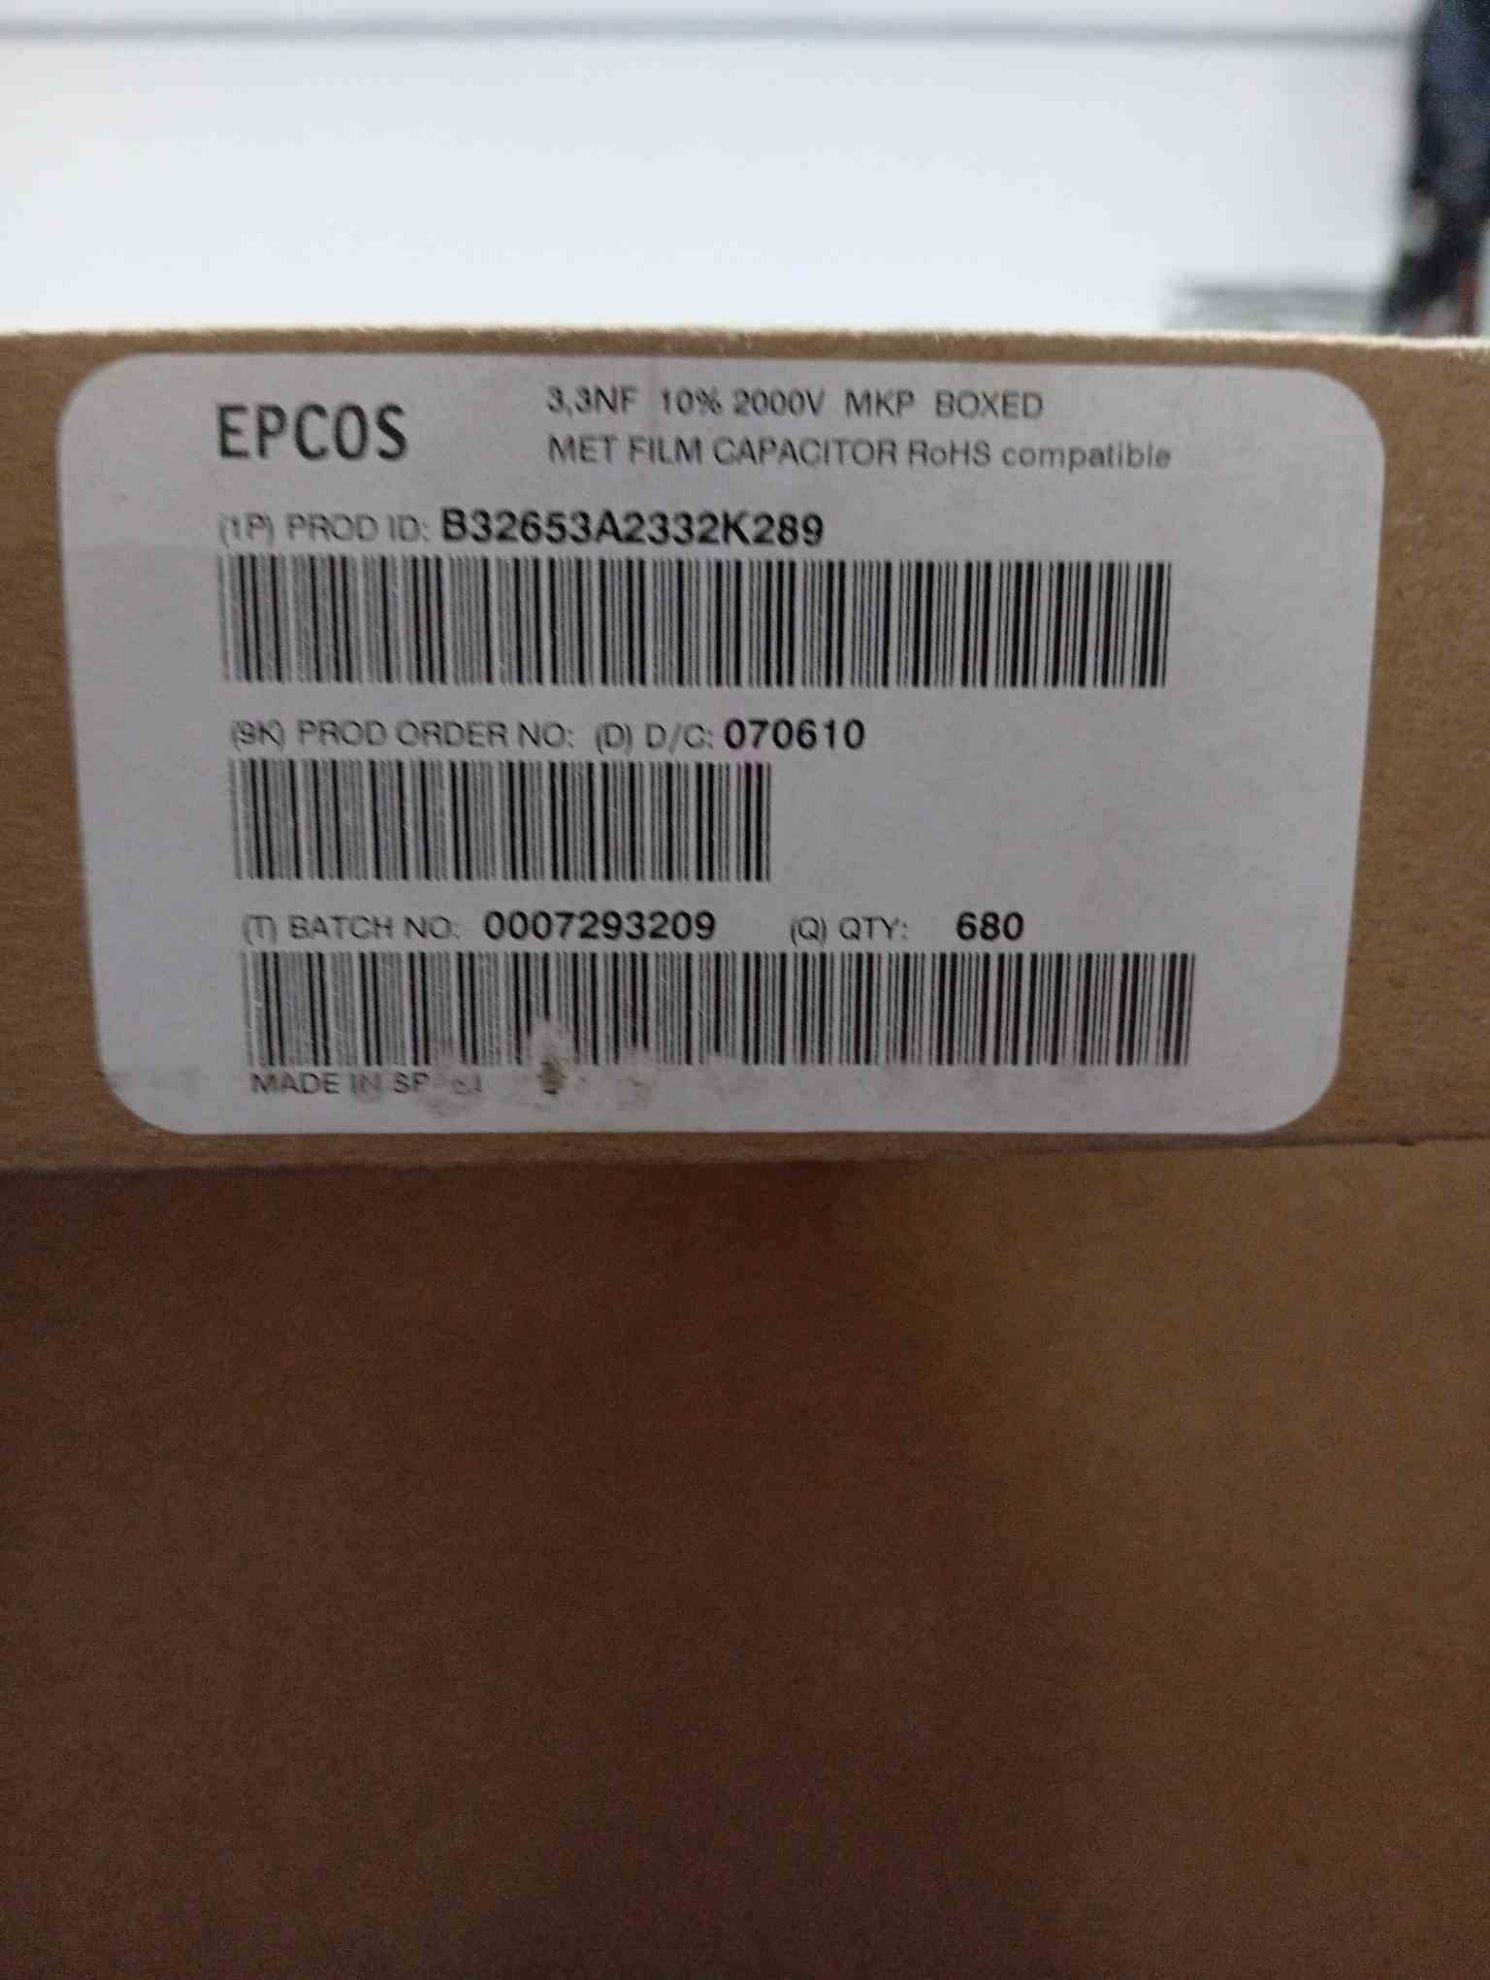 EPCOS
3,3NF 10% 2000V MKP BOXED
MET FILM CAPACITOR RoHS compatible
(1P) PROD ID: B32653A2332K289
(9K) PROD ORDER NO: (D) D/C: 070610
(T) BATCH NO: 0007293209 (Q) QTY: 680
MADE IN